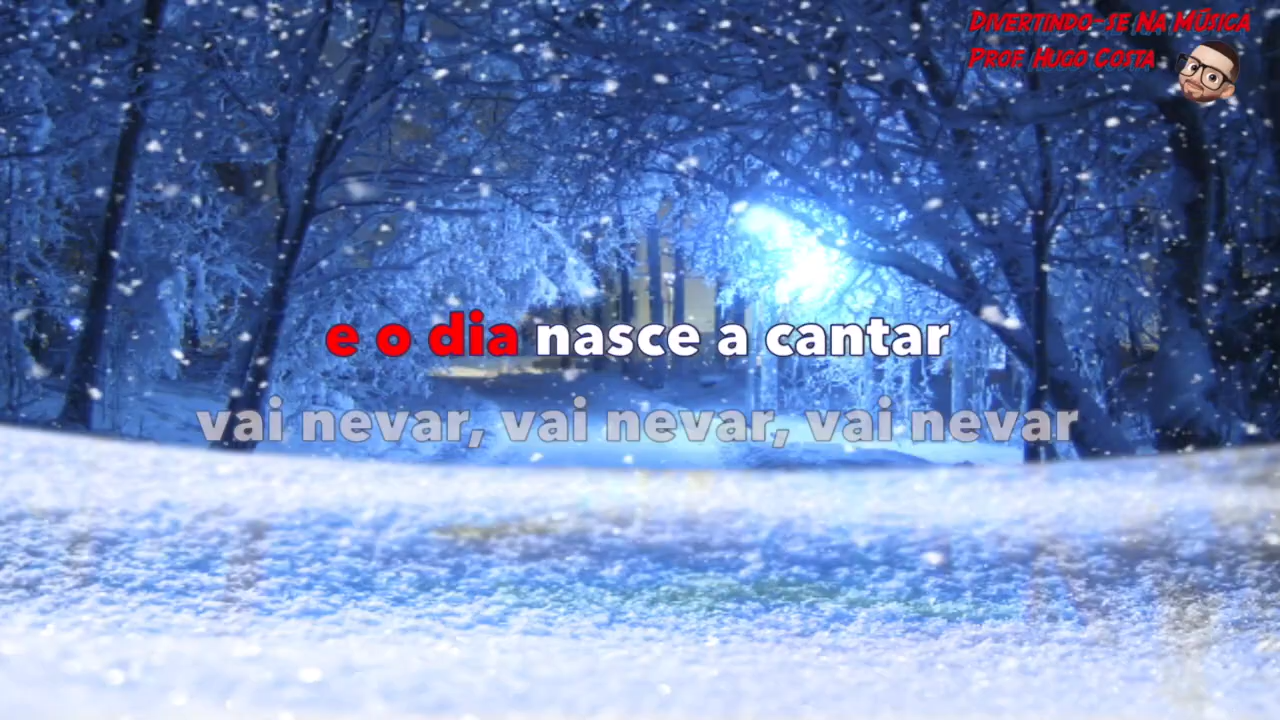 Divertindo-se Na Música
Prof Hugo Costa
e o dia nasce a cantar
vai nevar, vai nevar, vai nevar